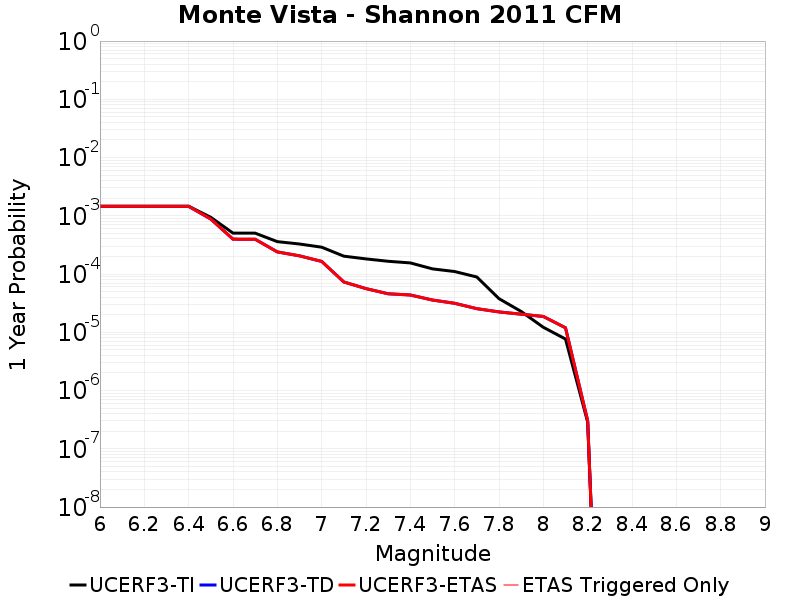 Monte Vista - Shannon 2011 CFM
1 Year Probability
10^0
10^-1
10^-2
10^-3
10^-4
10^-5
10^-6
10^-7
10^-8
6 6.2 6.4 6.6 6.8 7 7.2 7.4 7.6 7.8 8 8.2 8.4 8.6 8.8 9
Magnitude
UCERF3-TI UCERF3-TD UCERF3-ETAS ETAS Triggered Only